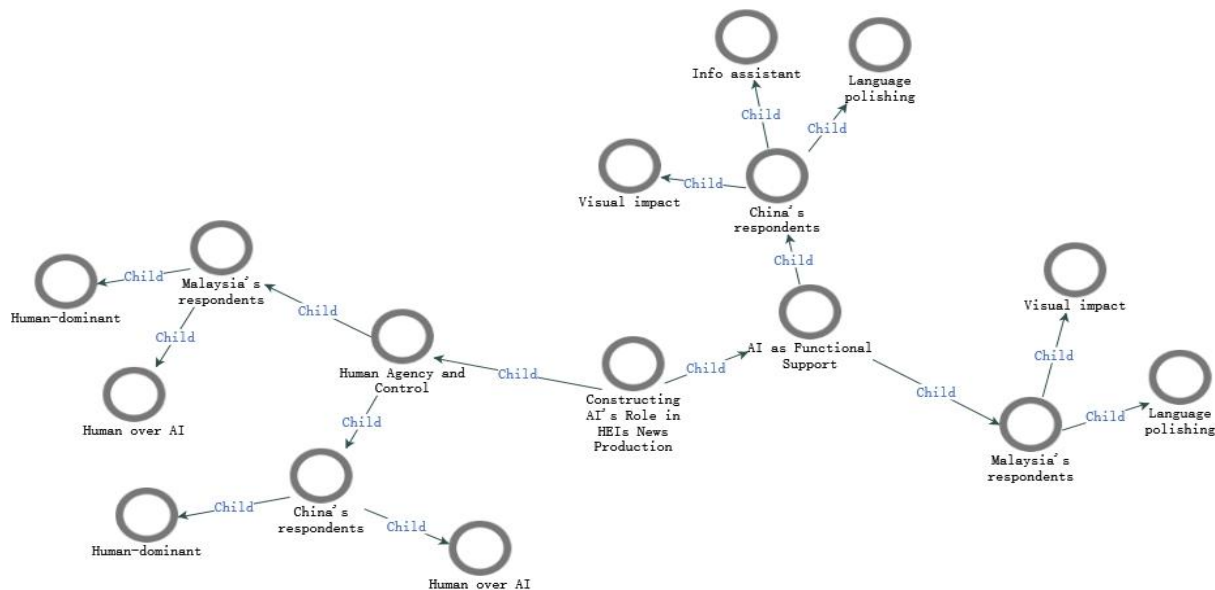 Info assistant
Language
polishing
Child
Child
Visual impact
Child
China's
respondents
Child
Malaysia's
respondents
Child
Human-dominant
Child
Child
Human over AI
Human Agency and
Control
Child
Constructing
AI's Role in
HEIs News
Production
Child
AI as Functional
Support
Visual impact
Child
Child
Child
Language
polishing
Malaysia's
respondents
Child
China's
respondents
Child
Human-dominant
Child
Human over AI